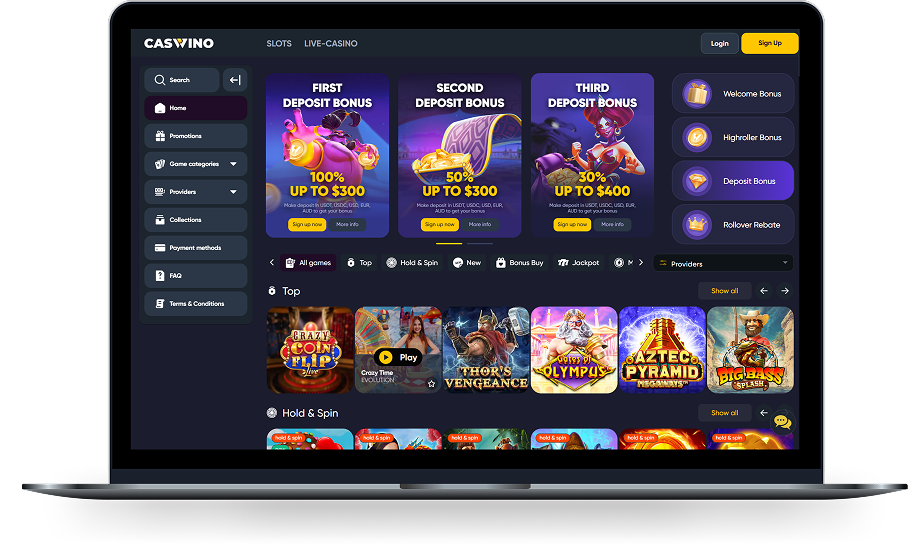 CASWINO
SLOTS
LIVE-CASINO
Login
Sign Up
Search
Home
Promotions
Game categories
Providers
Collections
Payment methods
FAQ
Terms & Conditions
FIRST
DEPOSIT BONUS
100%
UP TO $300
Make deposit in USDT, USDC, USD, EUR,
AUD to get your bonus
Sign up now
More info
SECOND
DEPOSIT BONUS
50%
UP TO $300
Make deposit in USDT, USDC, USD, EUR,
AUD to get your bonus
Sign up now
More info
THIRD
DEPOSIT BONUS
30%
UP TO $400
Make deposit in USDT, USDC, USD, EUR,
AUD to get your bonus
Sign up now
More info
Welcome Bonus
Highroller Bonus
Deposit Bonus
Rollover Rebate
All games
Top
Hold & Spin
New
Bonus Buy
Jackpot
M
Providers
Top
Show all
CRAZY
COIN
FLIP
live
Play
Crazy Time
EVOLUTION
THOR'S
VENGEANCE
GATES OF
OLYMPUS
AZTEC
PYRAMID
MEGAWAYS™
BIG BASS
SPLASH
Hold & Spin
Show all
hold & spin
hold & spin
hold & spin
hold & spin
hold & spin
hold & spin